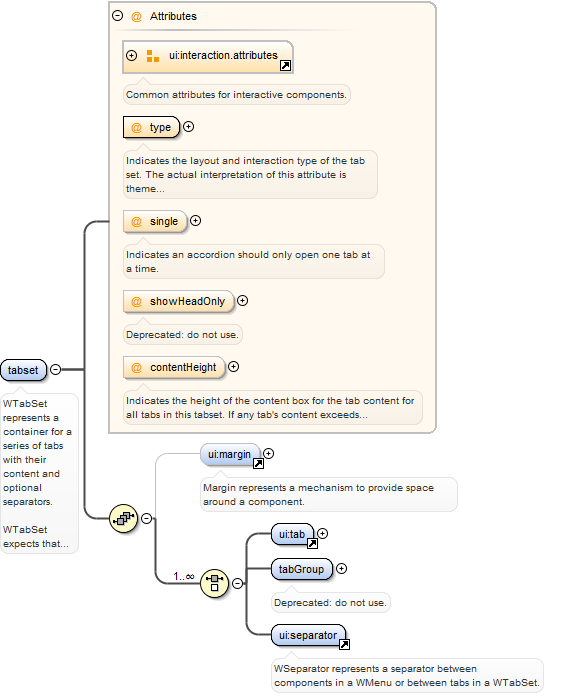 @ Attributes
ui:interaction.attributes
Common attributes for interactive components.
@ type
Indicates the layout and interaction type of the tab
set. The actual interpretation of this attribute is
theme...
@ single
Indicates an accordion should only open one tab at
a time.
@ showHeadOnly
Deprecated: do not use.
@ contentHeight
Indicates the height of the content box for the tab content for
all tabs in this tabset. If any tab's content exceeds...
tabset
WTabSet
represents a
container for a
series of tabs
with their
content and
optional
separators.
WTabSet
expects that...
ui:margin
Margin represents a mechanism to provide space
around a component.
1..∞
ui:tab
tabGroup
Deprecated: do not use.
ui:separator
WSeparator represents a separator between
components in a WMenu or between tabs in a WTabSet.